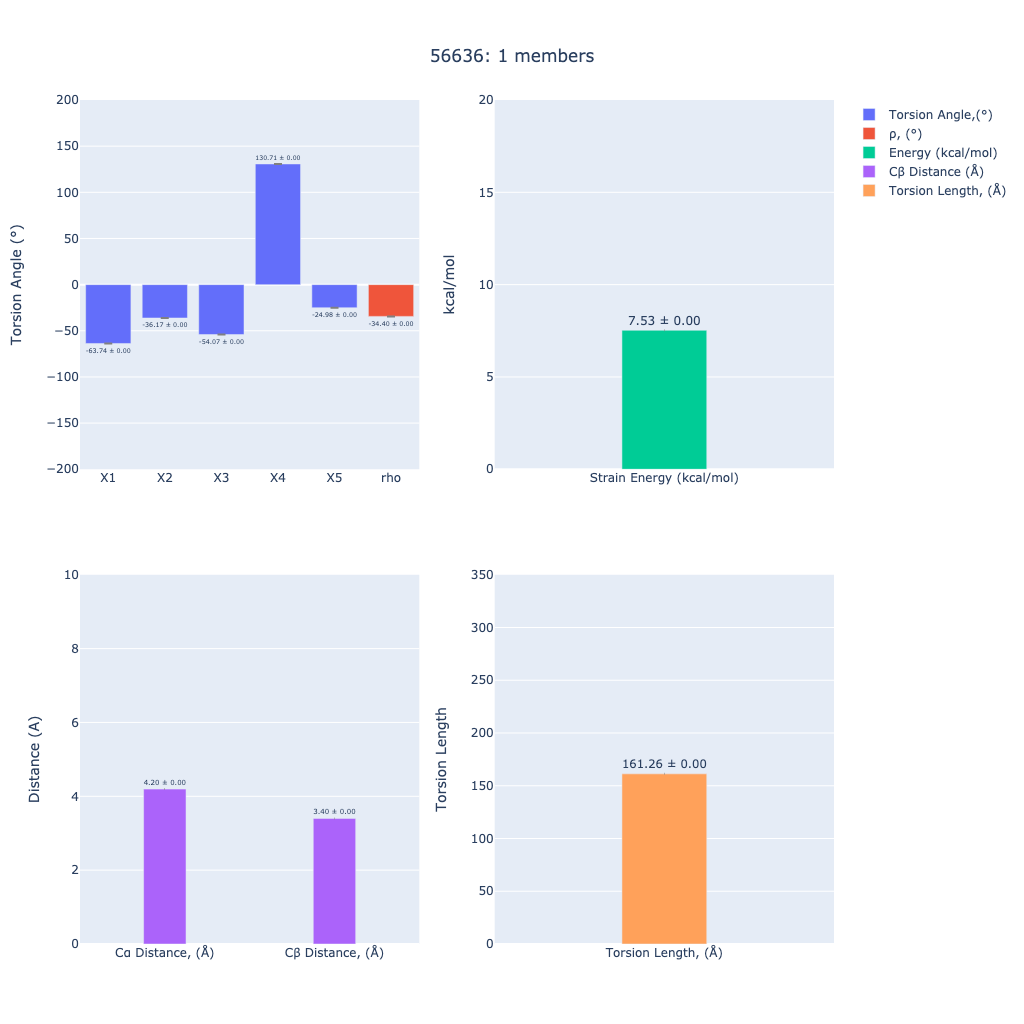 56636: 1 members
Torsion Angle (°)
200
150
100
50
0
−50
−100
−150
−200
-63.74 ± 0.00
-36.17 ± 0.00
-54.07 ± 0.00
130.71 ± 0.00
-24.98 ± 0.00
-34.40 ± 0.00
X1 X2 X3 X4 X5 rho
kcal/mol
20
15
10
5
0
7.53 ± 0.00
Strain Energy (kcal/mol)
Torsion Angle,(°)
ρ, (°)
Energy (kcal/mol)
Cβ Distance (Å)
Torsion Length, (Å)
Distance (A)
10
8
6
4
2
0
4.20 ± 0.00
3.40 ± 0.00
Cα Distance, (Å) Cβ Distance, (Å)
Torsion Length
350
300
250
200
150
100
50
0
161.26 ± 0.00
Torsion Length, (Å)